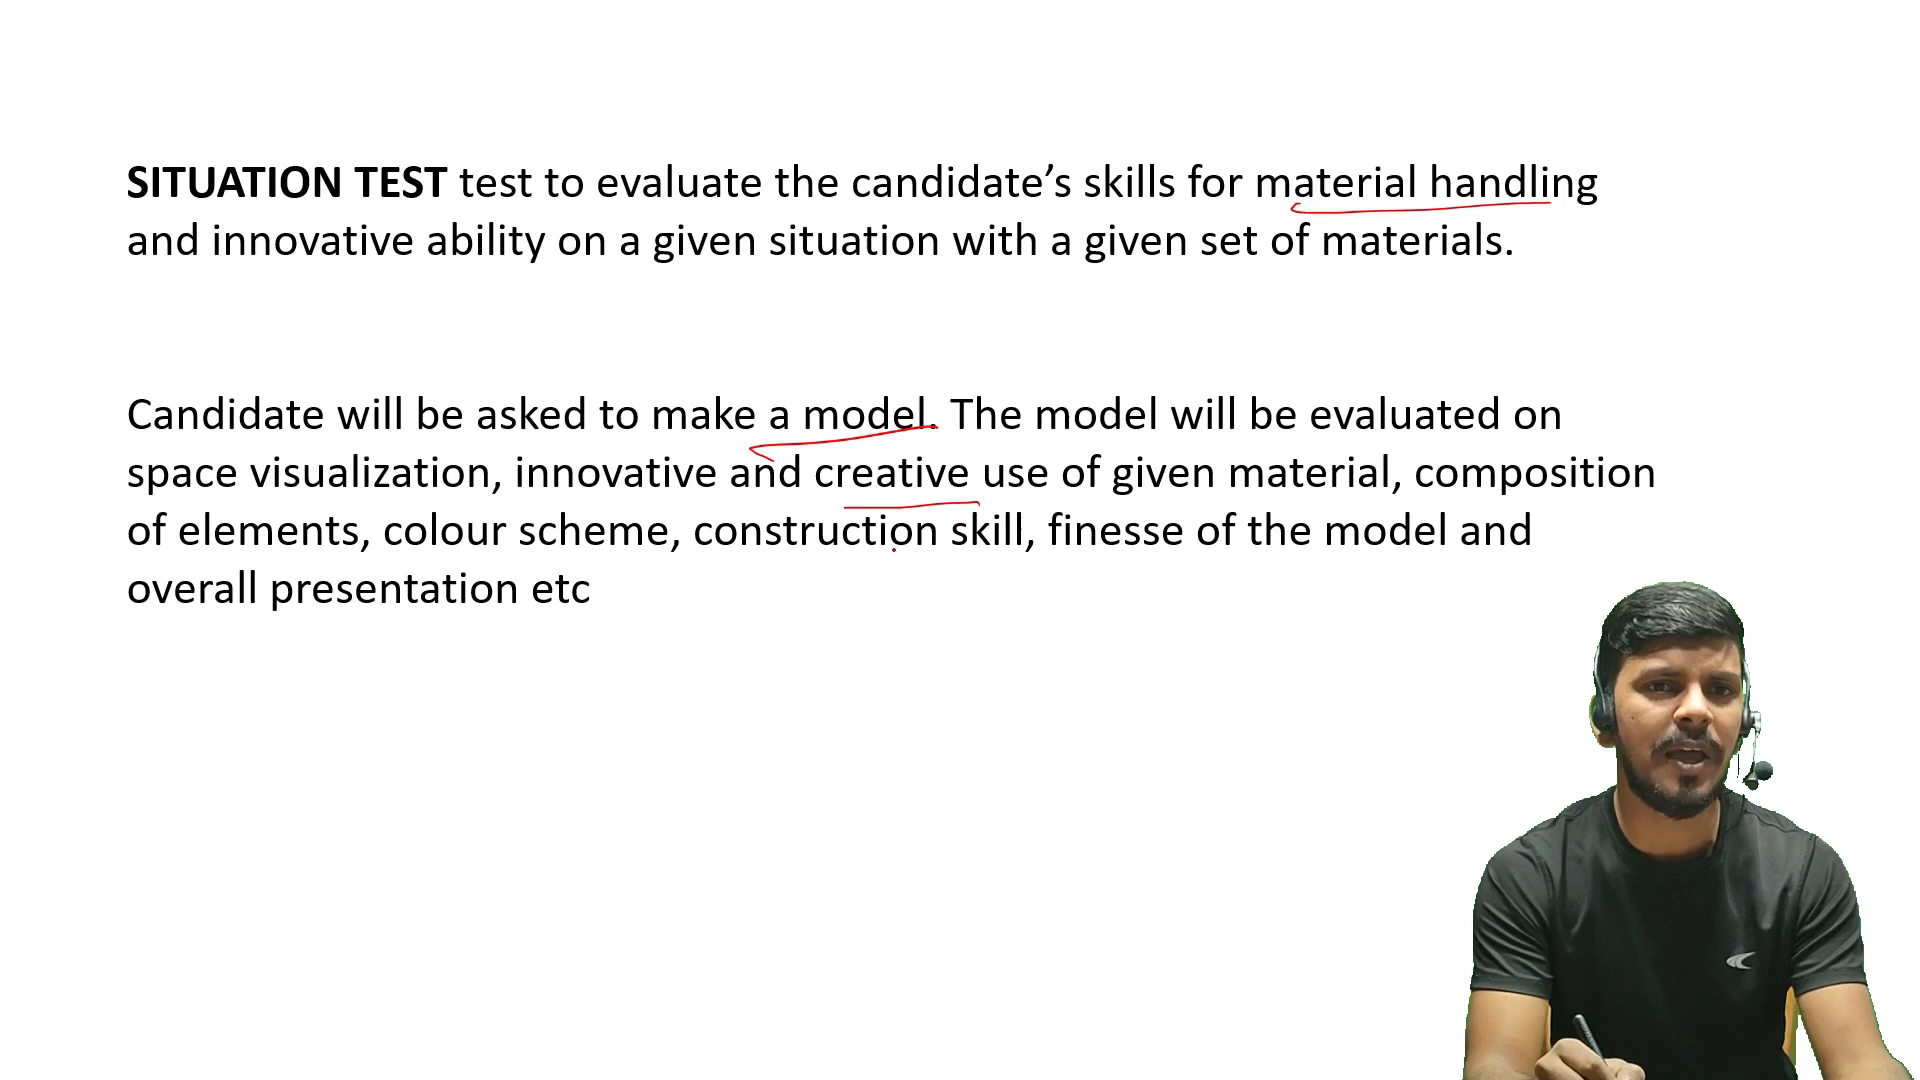 SITUATION TEST test to evaluate the candidate’s skills for material handling
and innovative ability on a given situation with a given set of materials.
Candidate will be asked to make a model. The model will be evaluated on
space visualization, innovative and creative use of given material, composition
of elements, colour scheme, construction skill, finesse of the model and
overall presentation etc